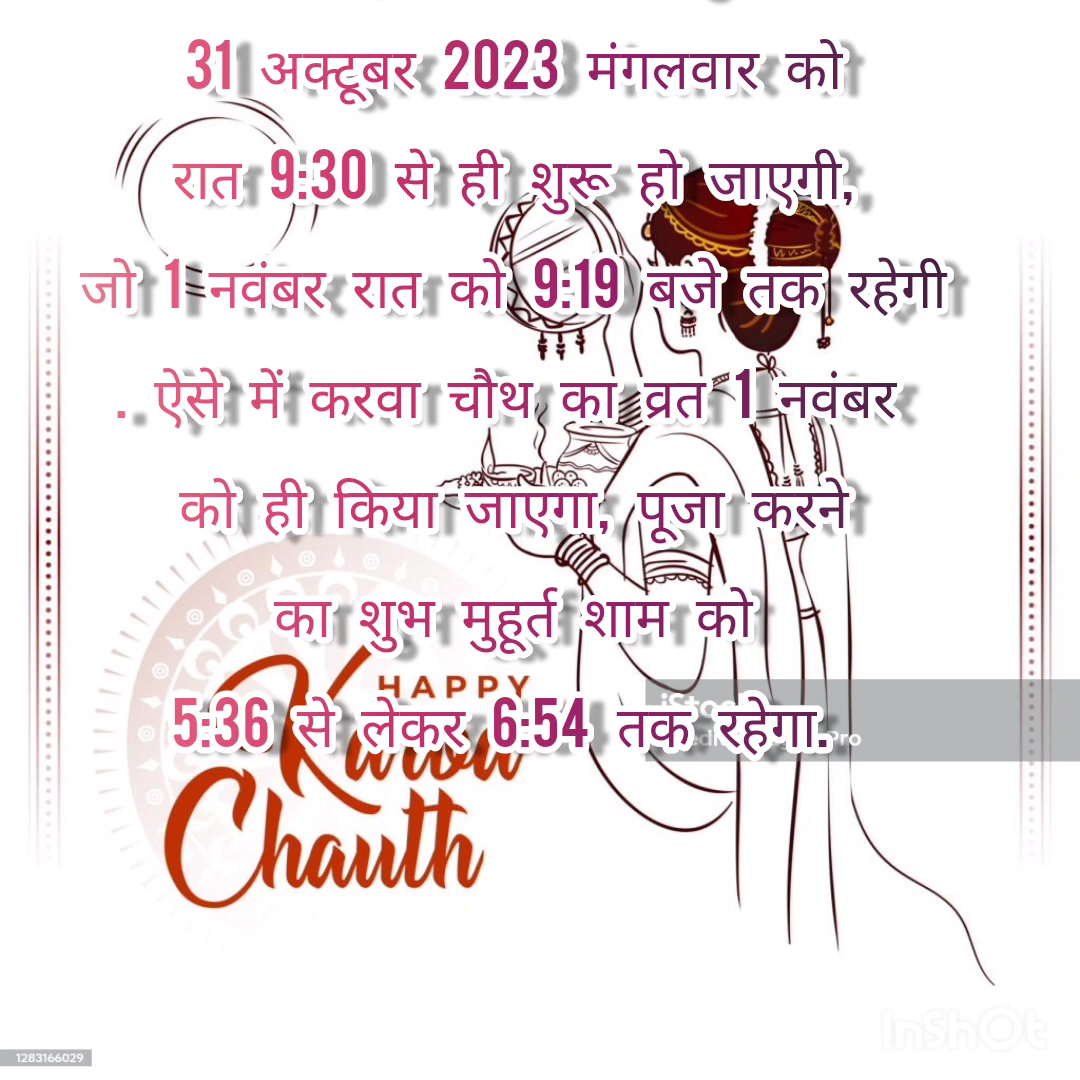 31 अक्टूबर 2023 मंगलवार को
रात 9:30 से ही शुरू हो जाएगी,
जो 1 नवंबर रात को 9:19 बजे तक रहेगी
. ऐसे में करवा चौथ का व्रत 1 नवंबर
को ही किया जाएगा, पूजा करने
का शुभ मुहूर्त शाम को
HAPPY
5:36 से लेकर 6:54 तक रहेगा.
Karwa
Chauth
InShOt
1283166029